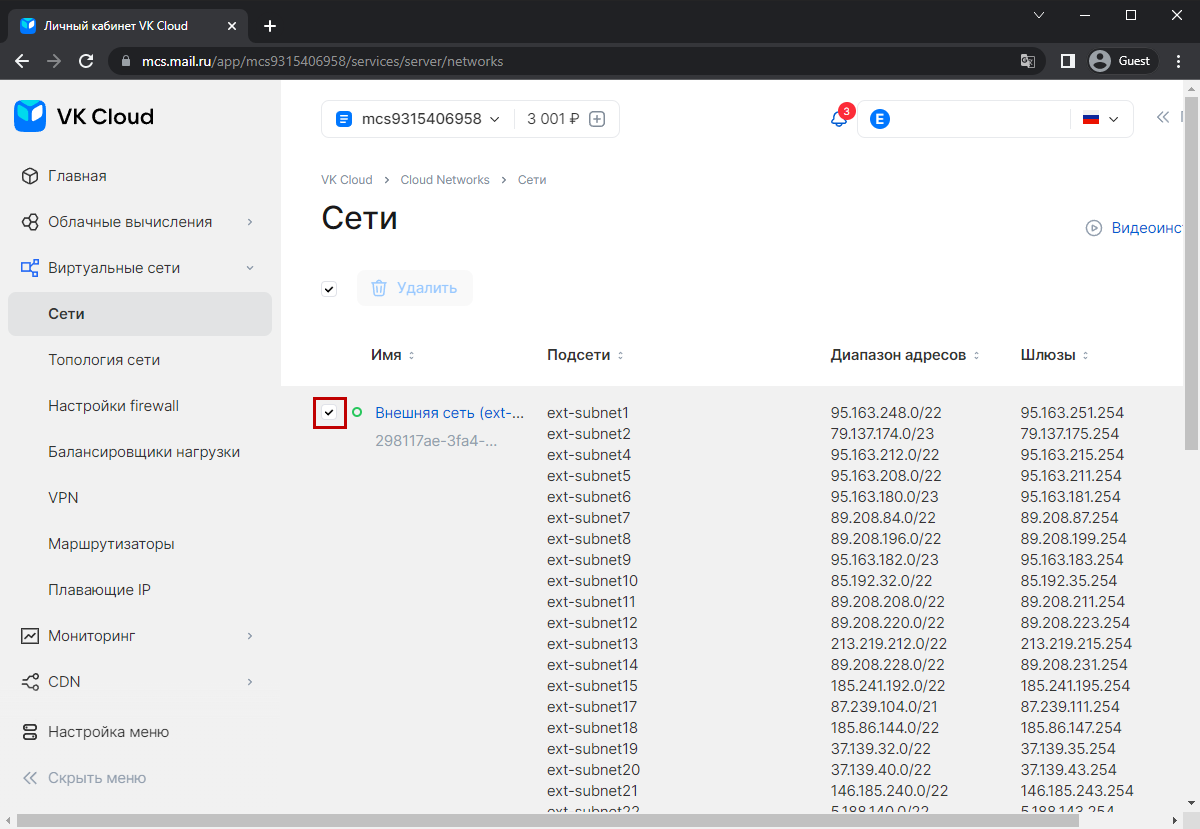 Личный кабинет VK Cloud
mcs.mail.ru/app/mcs9315406958/services/server/networks
Guest
VK Cloud
mcs9315406958
3 001 ₽
3
E
Главная
Облачные вычисления
Виртуальные сети
Сети
Топология сети
Настройки firewall
Балансировщики нагрузки
VPN
Маршрутизаторы
Плавающие IP
Мониторинг
CDN
Настройка меню
Скрыть меню
VK Cloud > Cloud Networks > Сети
Сети
Видеоинс
Удалить
Имя Подсети Диапазон адресов Шлюзы
Внешняя сеть (ext-... ext-subnet1 95.163.248.0/22 95.163.251.254
298117ae-3fa4-... ext-subnet2 79.137.174.0/23 79.137.175.254
ext-subnet4 95.163.212.0/22 95.163.215.254
ext-subnet5 95.163.208.0/22 95.163.211.254
ext-subnet6 95.163.180.0/23 95.163.181.254
ext-subnet7 89.208.84.0/22 89.208.87.254
ext-subnet8 89.208.196.0/22 89.208.199.254
ext-subnet9 95.163.182.0/23 95.163.183.254
ext-subnet10 85.192.32.0/22 85.192.35.254
ext-subnet11 89.208.208.0/22 89.208.211.254
ext-subnet12 89.208.220.0/22 89.208.223.254
ext-subnet13 213.219.212.0/22 213.219.215.254
ext-subnet14 89.208.228.0/22 89.208.231.254
ext-subnet15 185.241.192.0/22 185.241.195.254
ext-subnet17 87.239.104.0/21 87.239.111.254
ext-subnet18 185.86.144.0/22 185.86.147.254
ext-subnet19 37.139.32.0/22 37.139.35.254
ext-subnet20 37.139.40.0/22 37.139.43.254
ext-subnet21 146.185.240.0/22 146.185.243.254
ext-subnet22 5.188.140.0/22 5.188.143.254